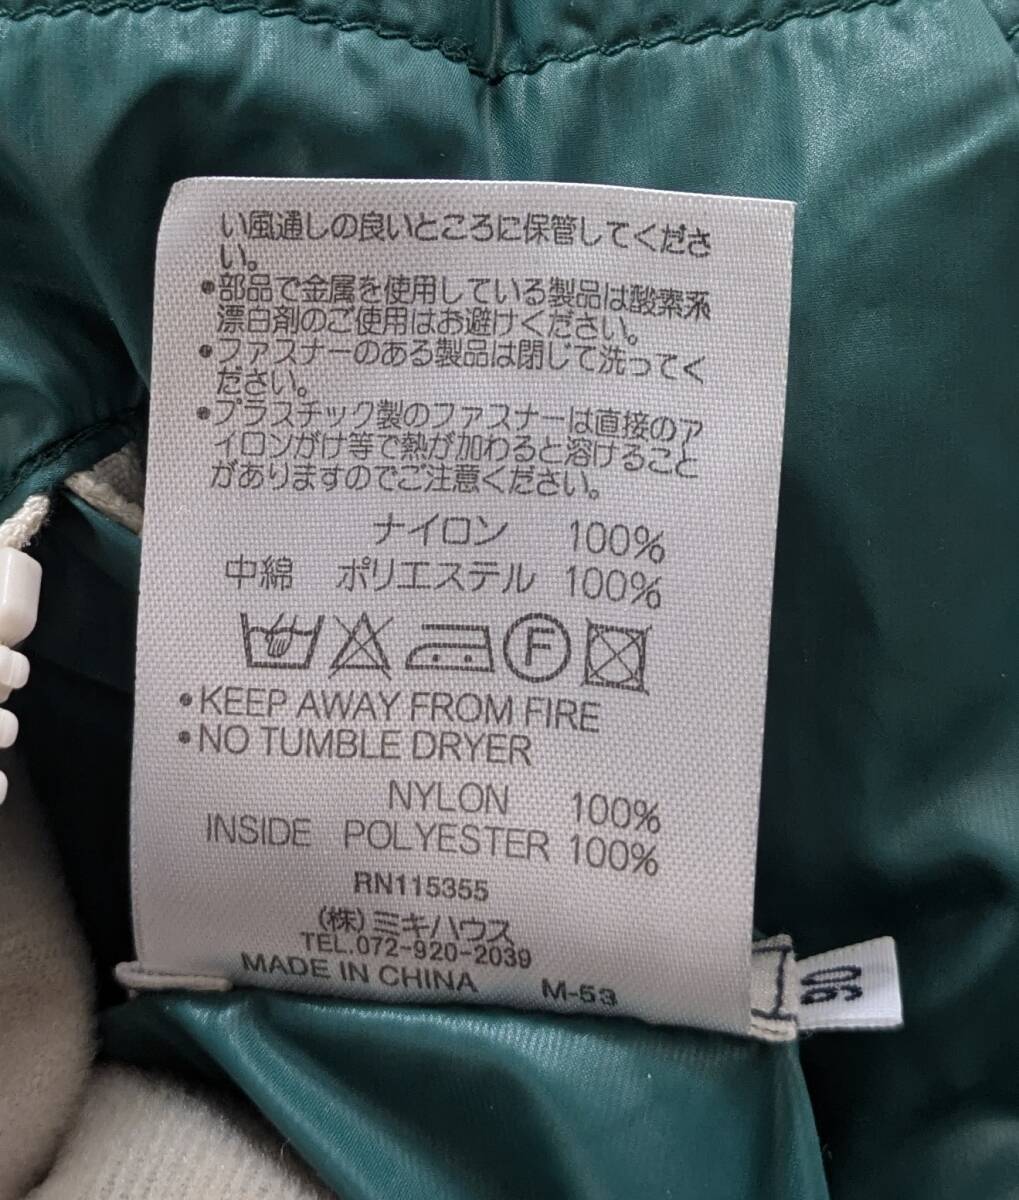 い風通しの良いところに保管してくださ
い。
•部品で金属を使用している製品は酸素系
漂白剤のご使用はお避けください。
•ファスナーのある製品は閉じて洗ってく
ださい。
•プラスチック製のファスナーは直接のア
イロンがけ等で熱が加わると溶けること
がありますのでご注意ください。
ナイロン 100%
中綿 ポリエステル 100%
F
•KEEP AWAY FROM FIRE
•NO TUMBLE DRYER
NYLON 100%
INSIDE POLYESTER 100%
RN115355
(株)ミキハウス
TEL.072-920-2039
MADE IN CHINA M-53
90